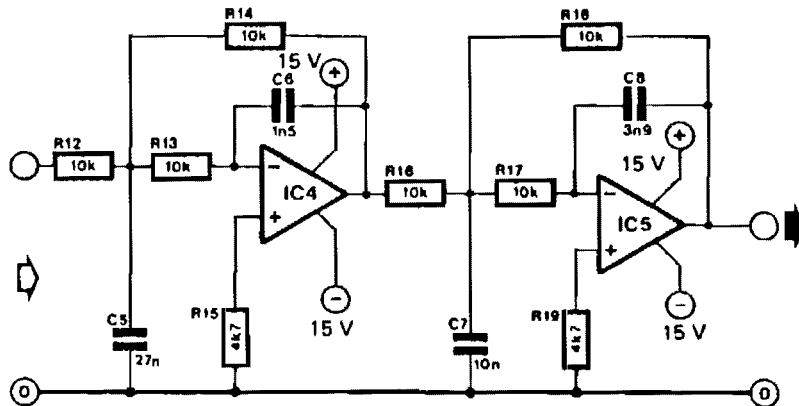 R14
10k
15 V
+
C6
1n5
R12
10k
R13
10k
−
IC4
+
R15
4k7
−
15 V
C5
27n
R16
10k
C8
3n9
+
15 V
R16
10k
R17
10k
−
IC5
+
R19
4k7
−
15 V
C7
10n
0
0